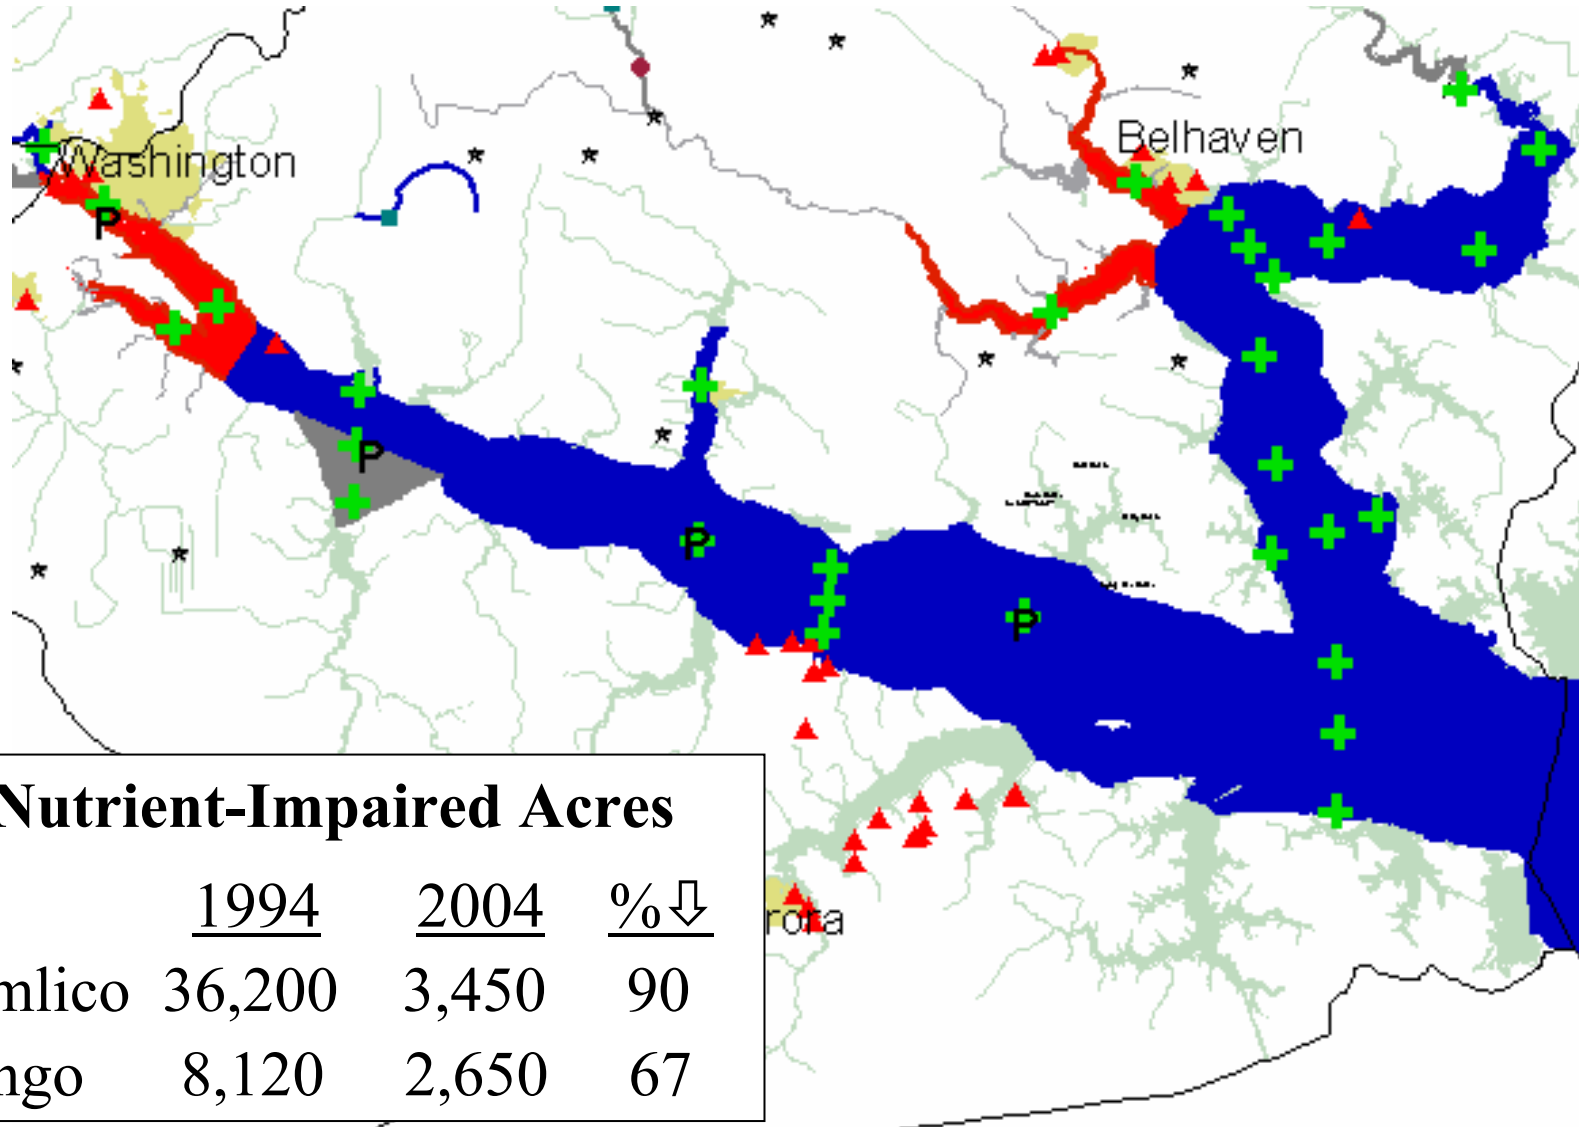 Belhaven
Washington
P
P
P
P
Nutrient-Impaired Acres
1994 2004 %⇩
mlico 36,200 3,450 90
ngo 8,120 2,650 67
rora